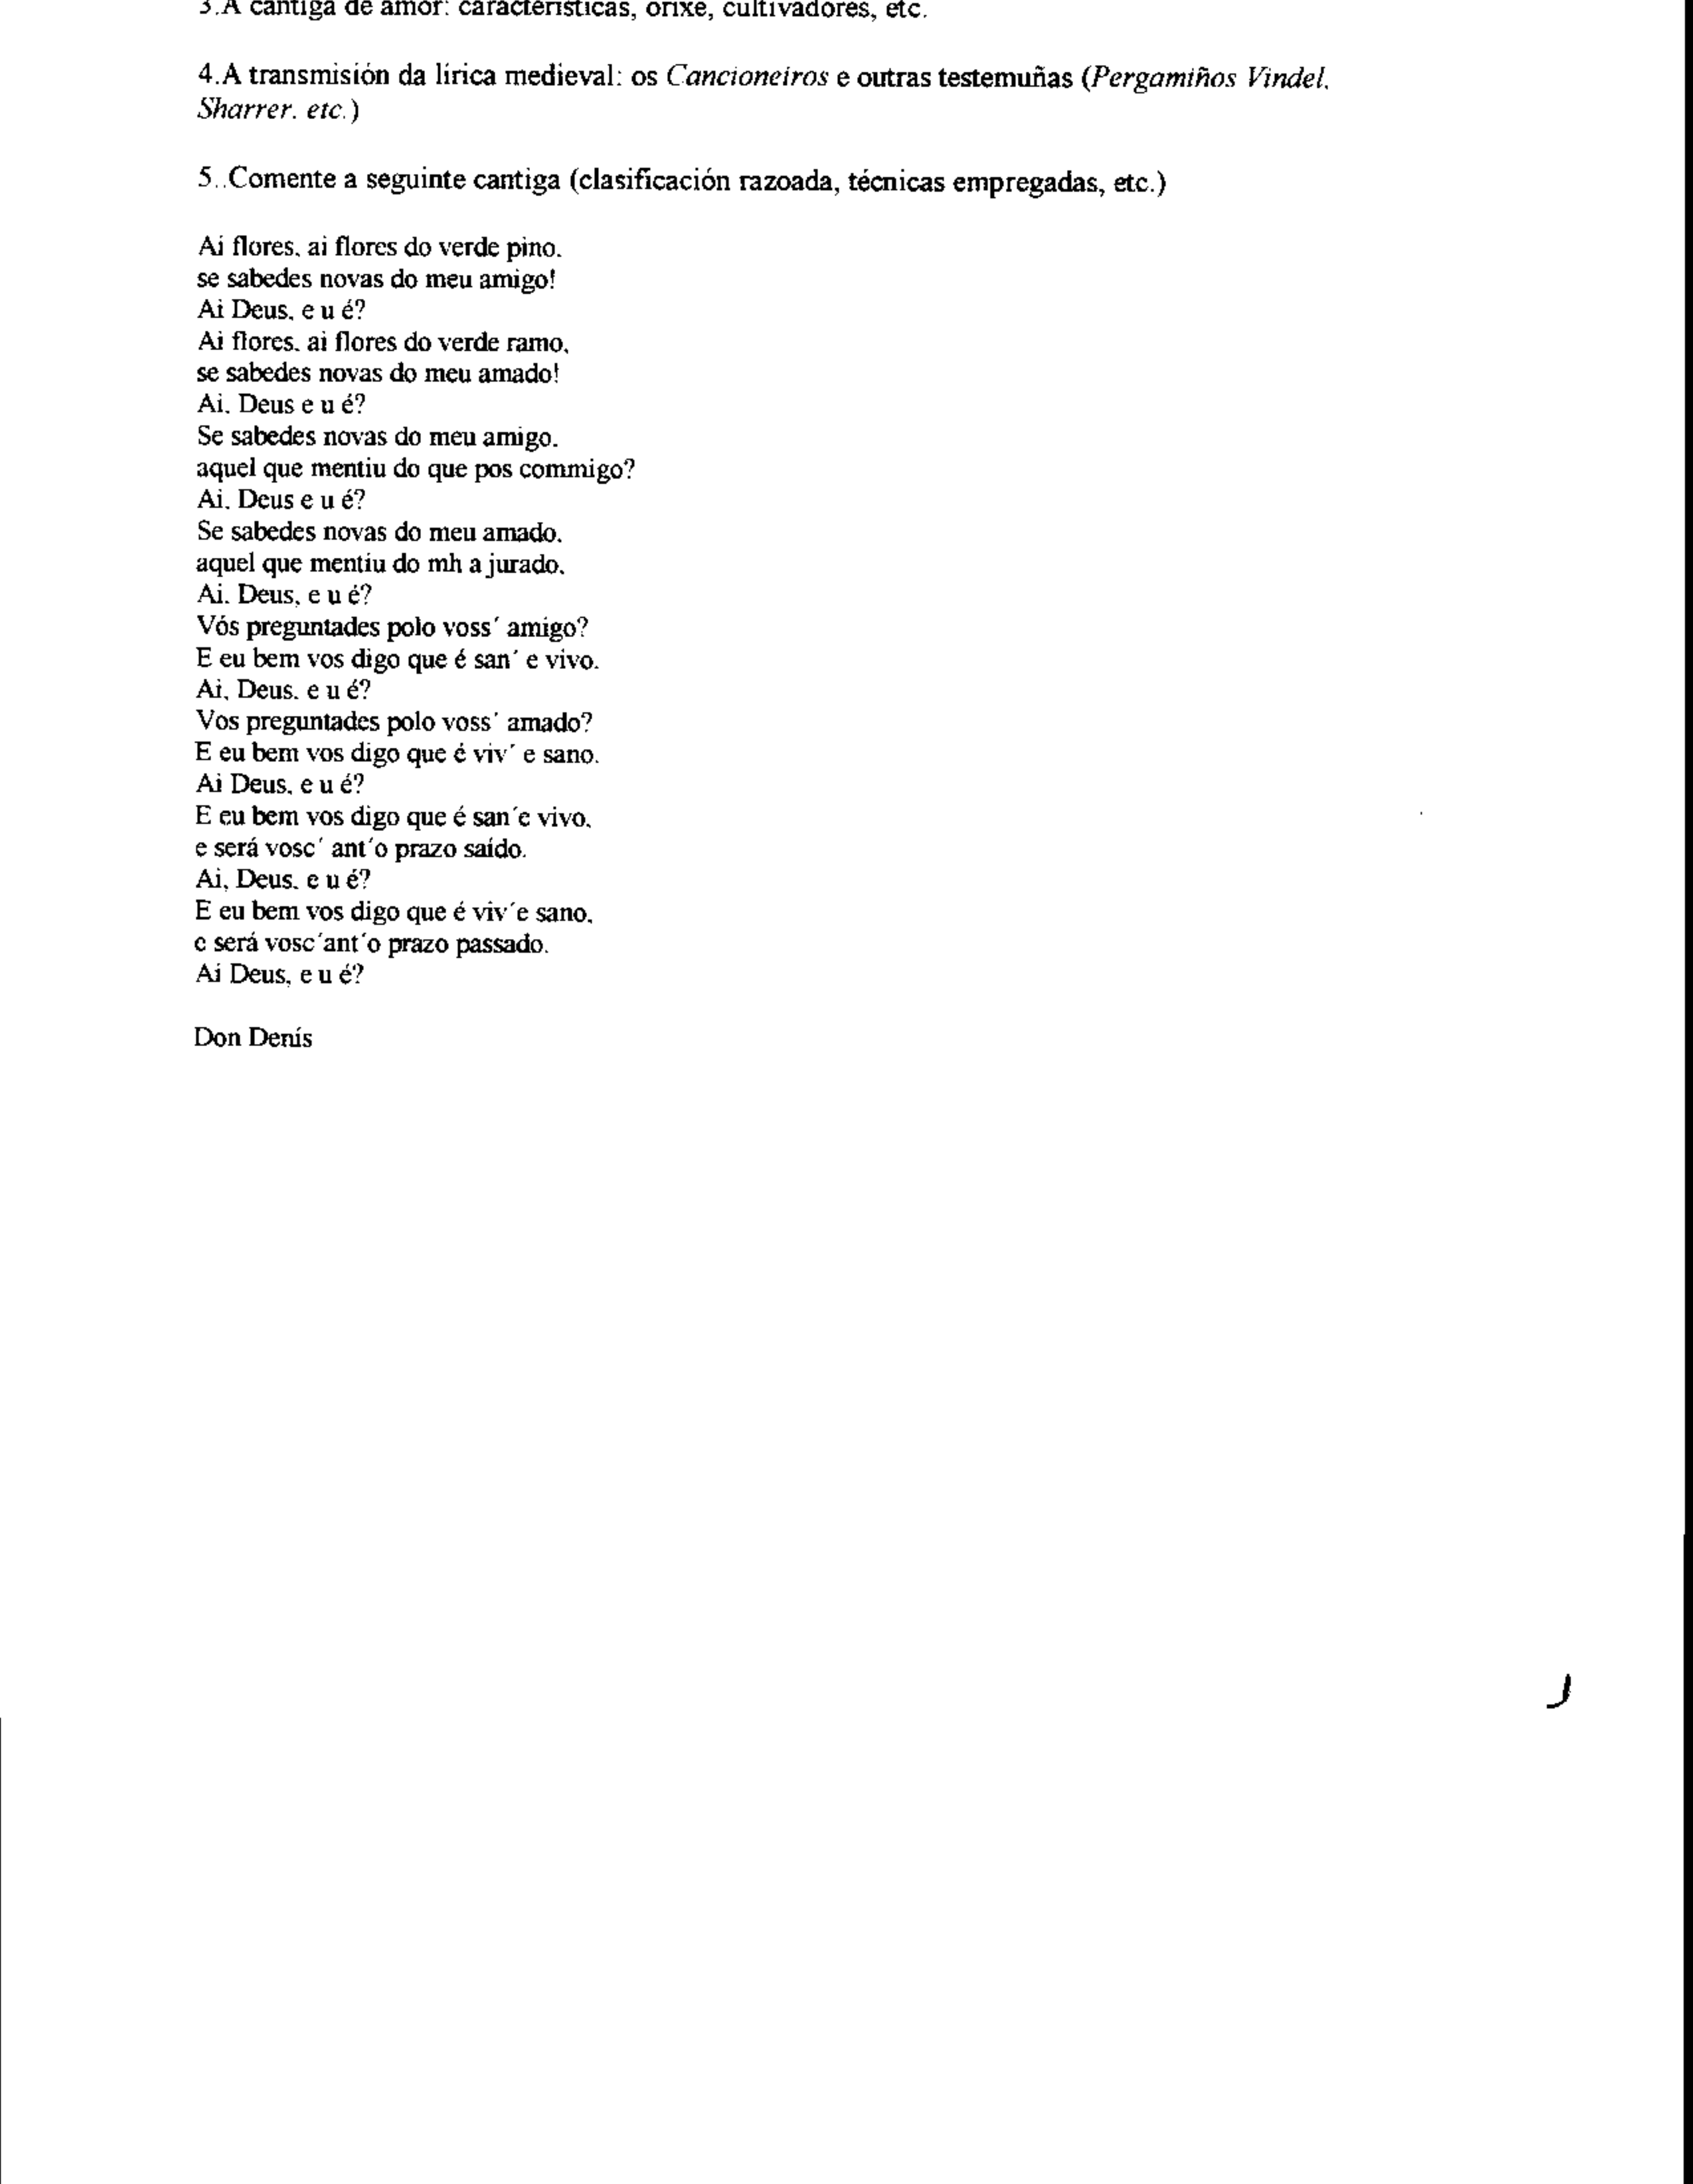 3.A cantiga de amor: características, orixe, cultivadores, etc.
4.A transmisión da lírica medieval: os Cancioneiros e outras testemuñas (Pergamiños Vindel,
Sharrer. etc.)
5..Comente a seguinte cantiga (clasificación razoada, técnicas empregadas, etc.)
Ai flores, ai flores do verde pino.
se sabedes novas do meu amigo!
Ai Deus, e u é?
Ai flores. ai flores do verde ramo,
se sabedes novas do meu amado!
Ai. Deus e u é?
Se sabedes novas do meu amigo.
aquel que mentiu do que pos commigo?
Ai. Deus e u é?
Se sabedes novas do meu amado.
aquel que mentiu do mh a jurado.
Ai. Deus, e u é?
Vós preguntades polo voss´ amigo?
E eu bem vos digo que é san´ e vivo.
Ai, Deus. e u é?
Vos preguntades polo voss´ amado?
E eu bem vos digo que é viv´ e sano.
Ai Deus, e u é?
E eu bem vos digo que é san´e vivo,
e será vosc´ ant´o prazo saído.
Ai, Deus. e u é?
E eu bem vos digo que é viv´e sano,
e será vosc´ant´o prazo passado.
Ai Deus, e u é?
Don Denís